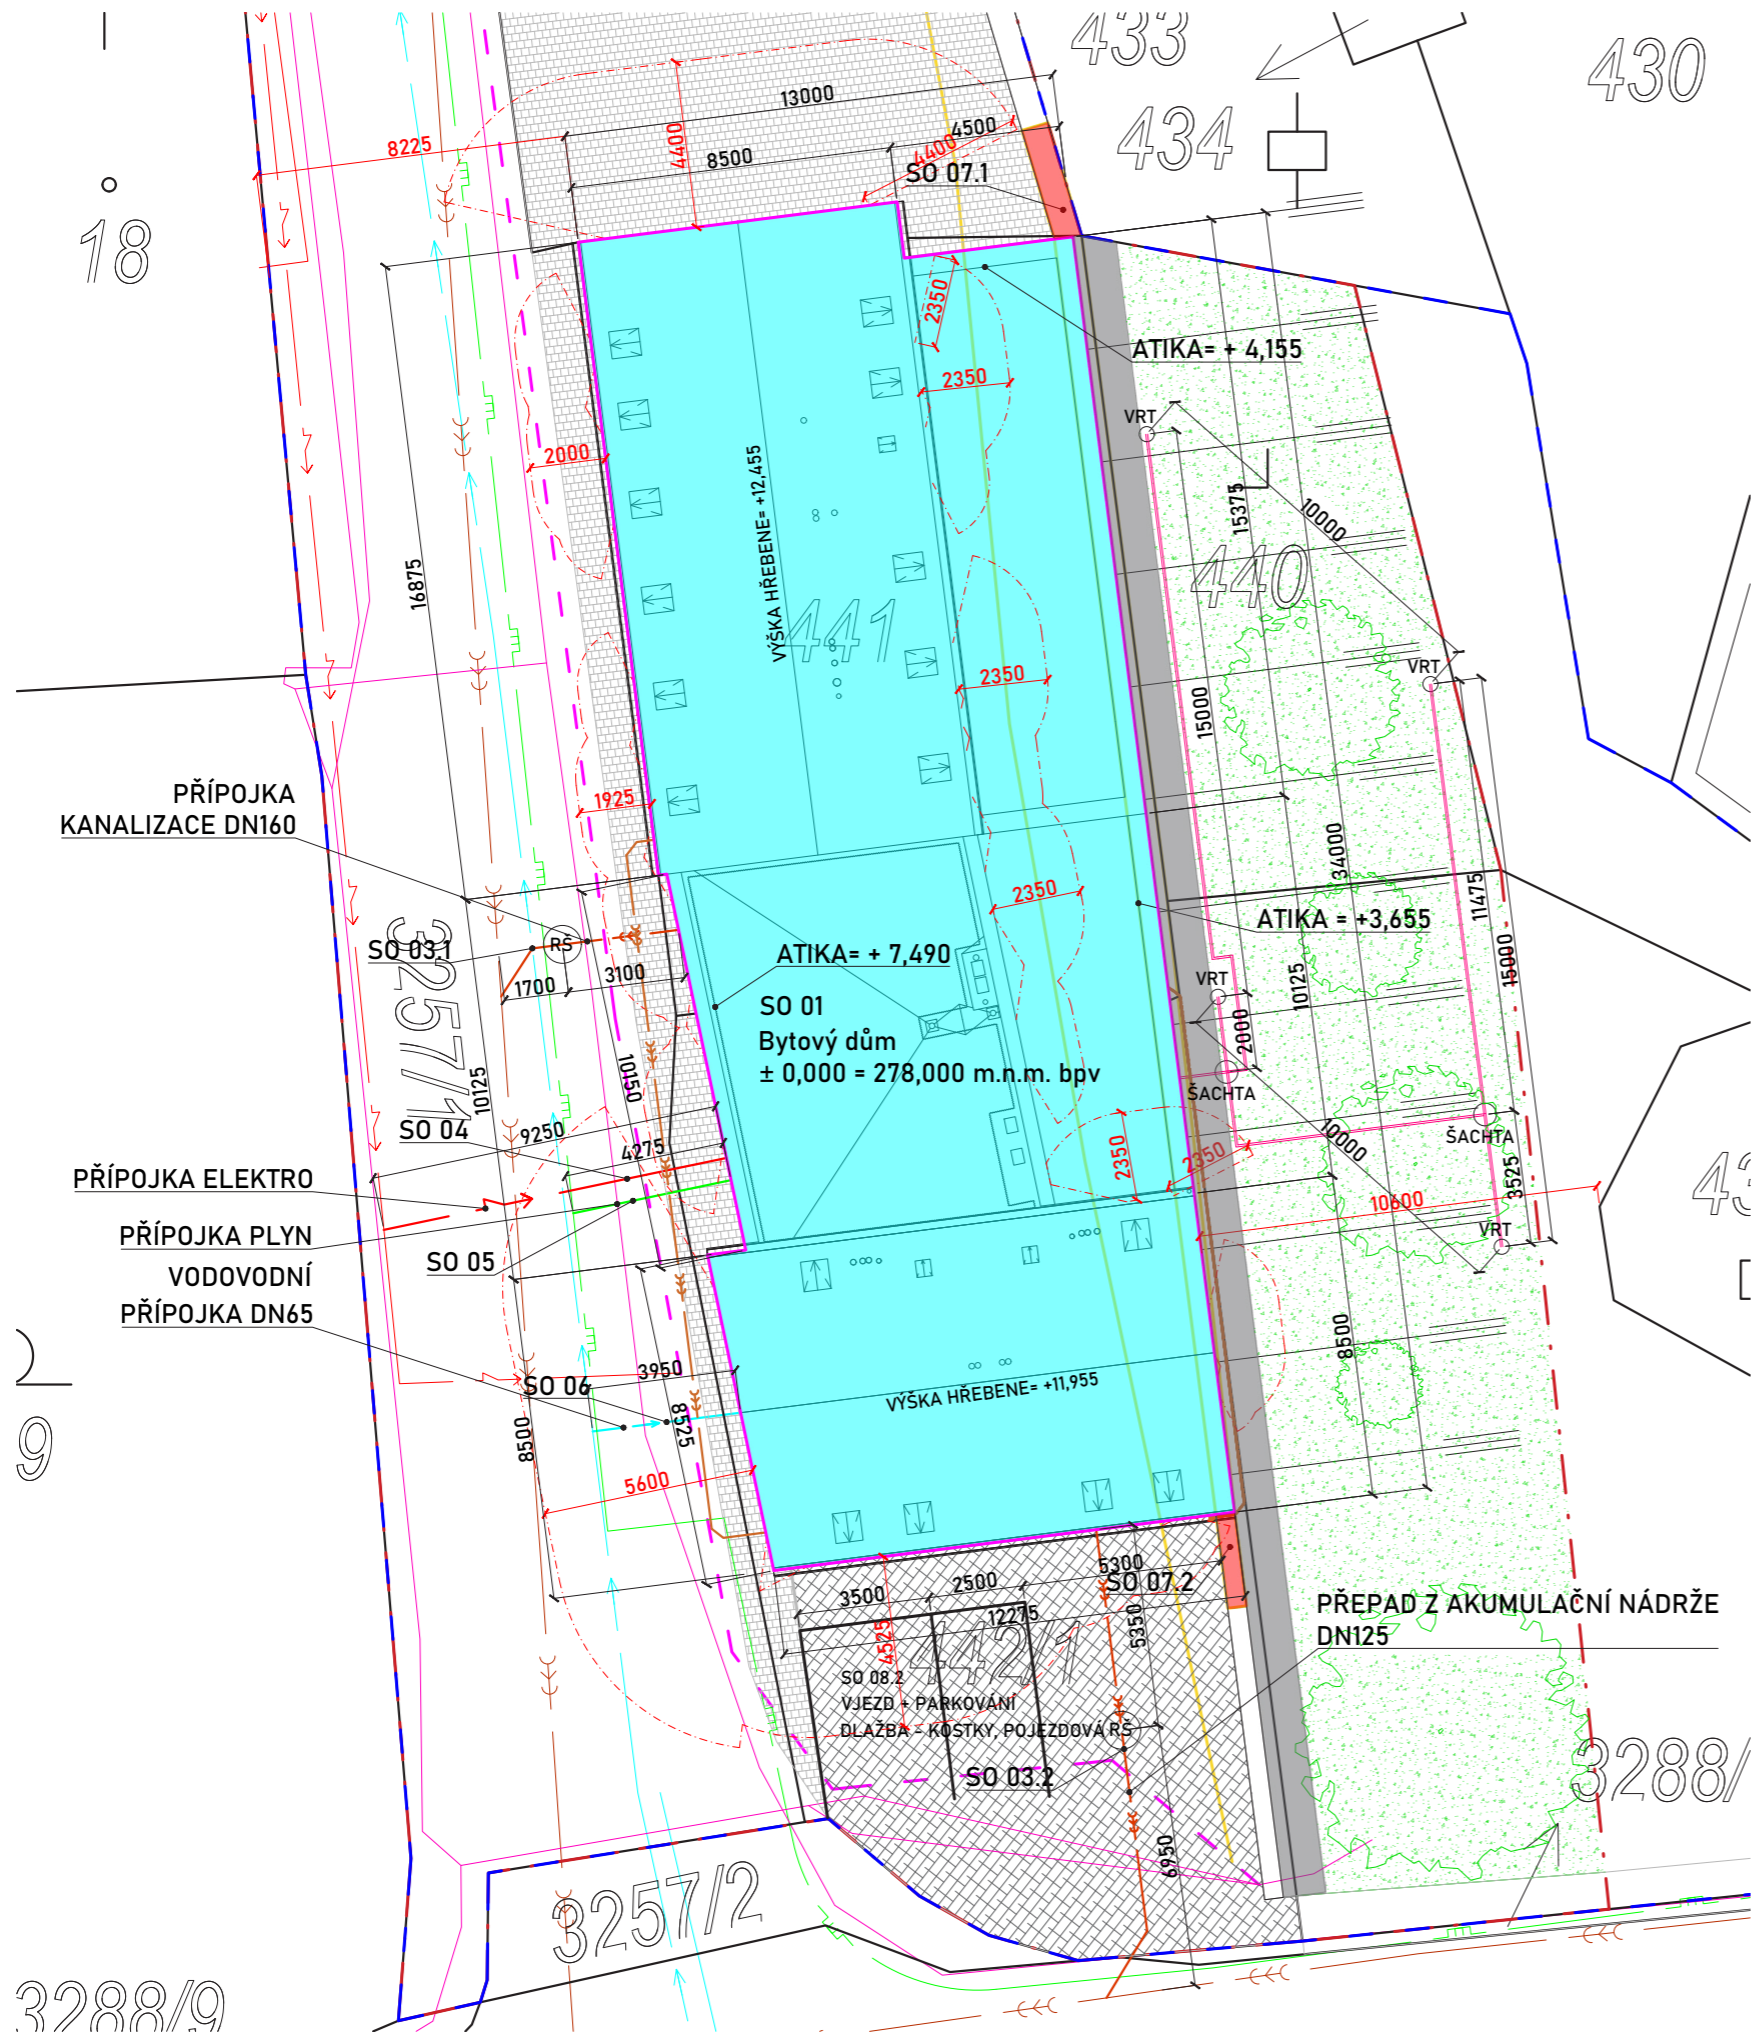 433
430
13000
8225
4400
4500
434
8500
4400
SO 07.1
18
2350
ATIKA= + 4,155
2350
VRT
2000
VÝŠKA HŘEBENE= +12,455
15375
10000
440
16875
441
VRT
2350
15000
PŘÍPOJKA
KANALIZACE DN160
1925
34000
2350
11475
ATIKA = +3,655
SO 03.1
RŠ
ATIKA= + 7,490
15000
1700
3100
VRT
10125
SO 01
Bytový dům
± 0,000 = 278,000 m.n.m. bpv
2000
3257/1
10125
10150
ŠACHTA
9250
SO 04
4275
10000
ŠACHTA
2350
2350
PŘÍPOJKA ELEKTRO
3525
10600
43
PŘÍPOJKA PLYN
VRT
SO 05
VODOVODNÍ
PŘÍPOJKA DN65
8500
3950
SO 06
VÝŠKA HŘEBENE= +11,955
8525
8500
9
5600
5300
2500
3500
SO 07.2
12275
PŘEPAD Z AKUMULAČNÍ NÁDRŽE
DN125
4525
5350
442/1
SO 08.2
VJEZD + PARKOVÁNÍ
DLAŽBA - KOSTKY, POJEZDOVÁ
RŠ
SO 03.2
3288/
6950
3257/2
3288/9